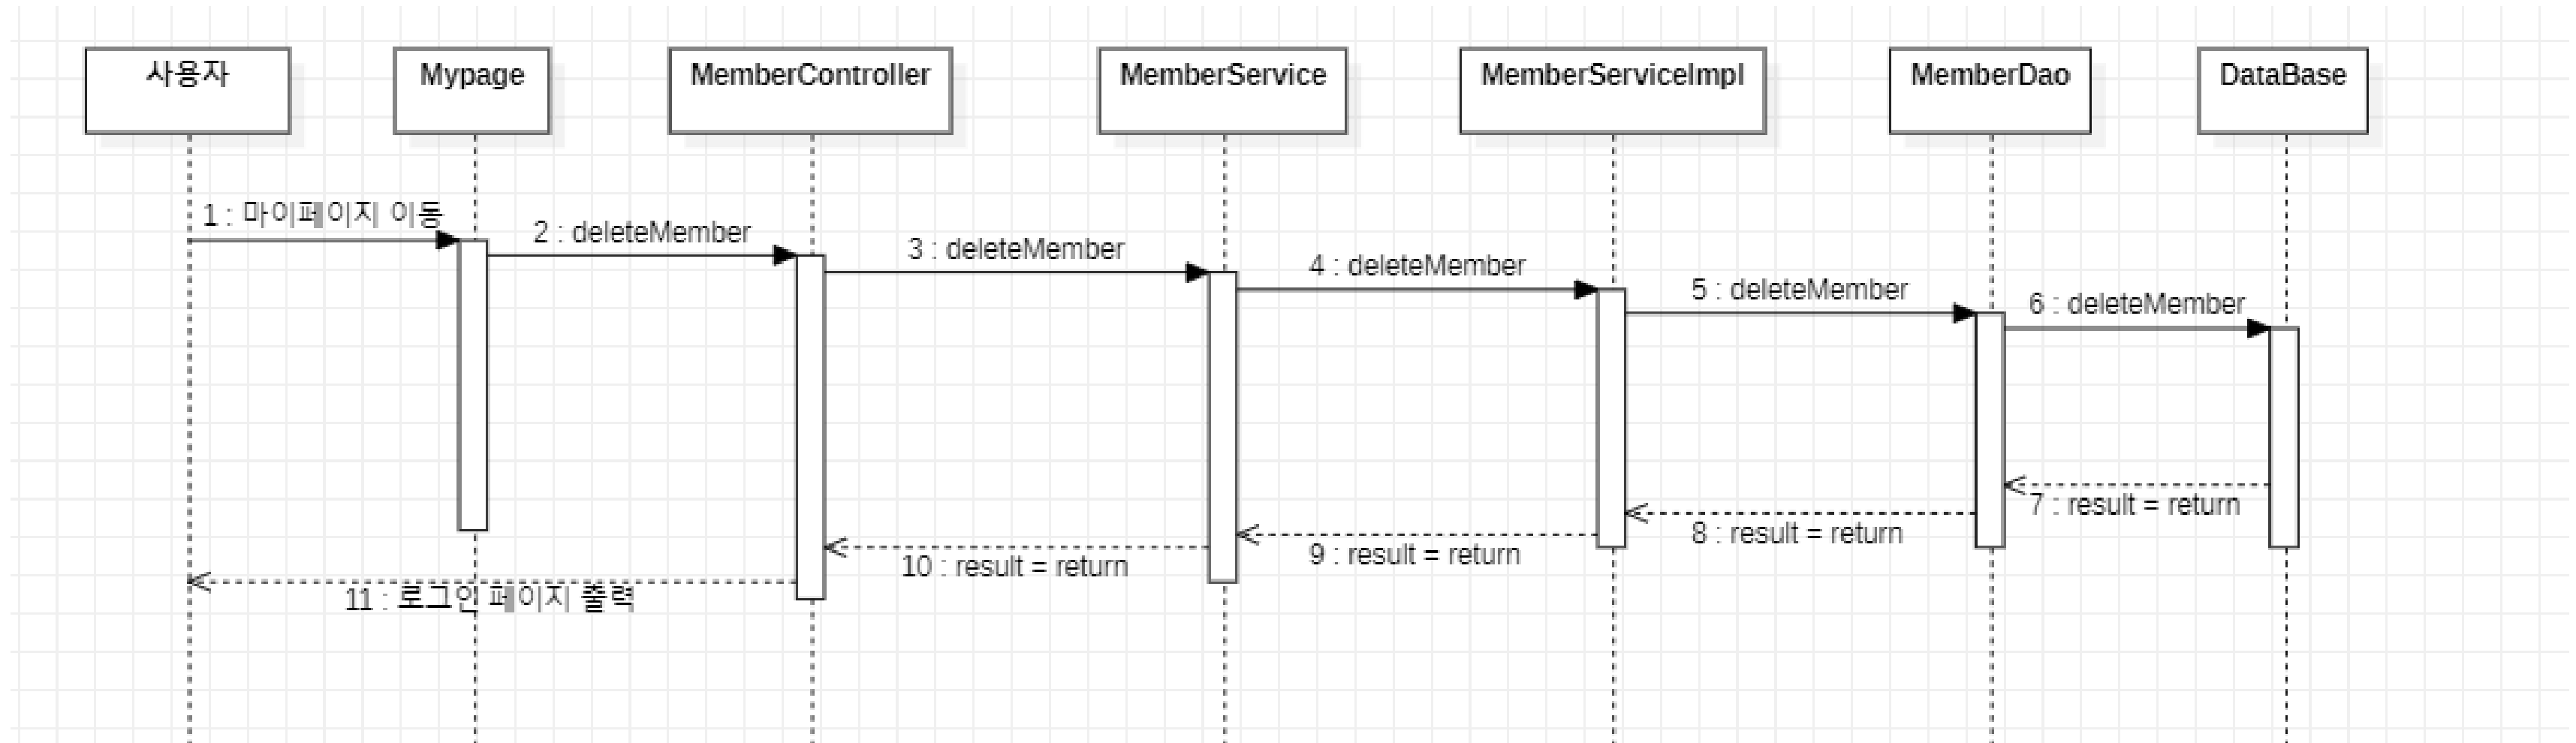 사용자
Mypage
MemberController
MemberService
MemberServiceImpl
MemberDao
DataBase
1 : 마이페이지 이동
2 : deleteMember
3 : deleteMember
4 : deleteMember
5 : deleteMember
6 : deleteMember
7 : result = return
8 : result = return
9 : result = return
10 : result = return
11 : 로그인 페이지 출력